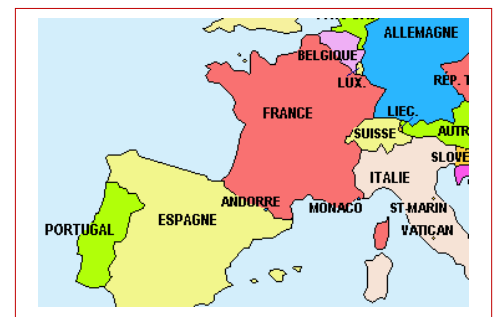 ALLEMAGNE
BELGIQUE
LUX.
RÉP. T
FRANCE
LIEC.
SUISSE
AUTR
SLOVÉ
ITALIE
ANDORRE
MONACO
ST-MARIN
PORTUGAL
ESPAGNE
VATICAN